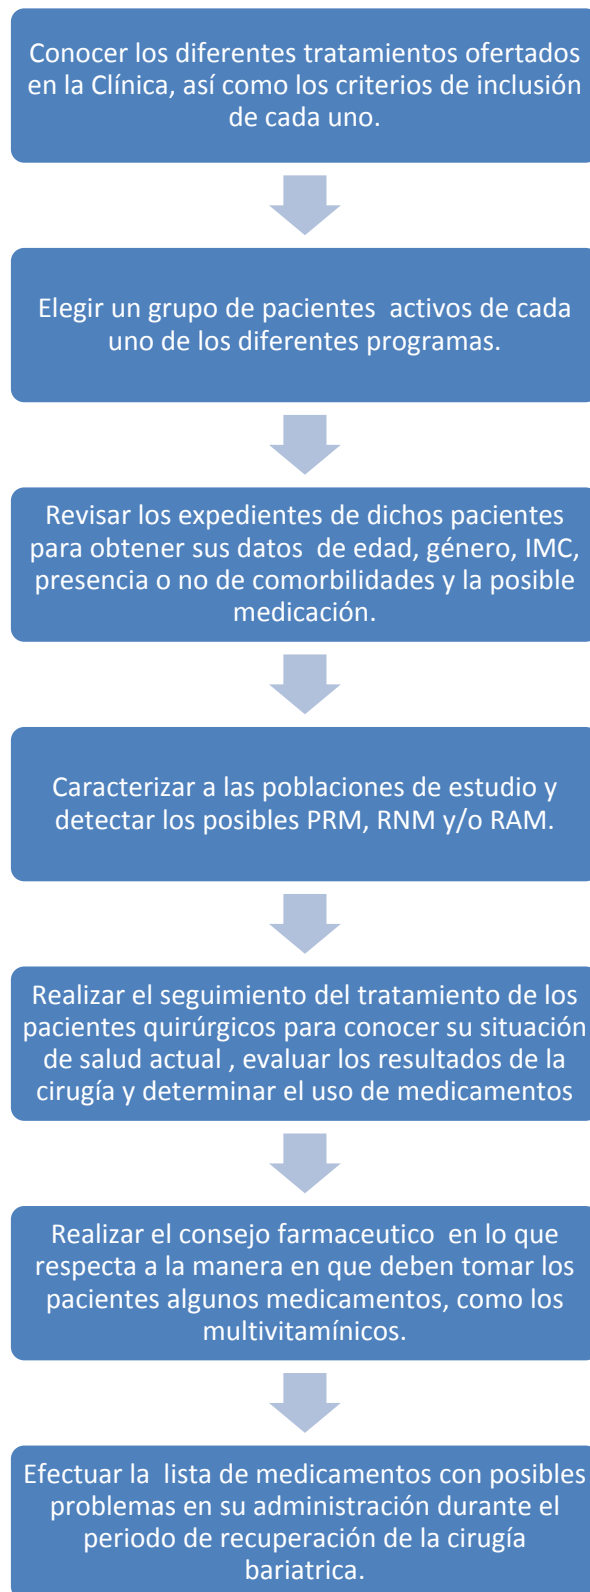 Conocer los diferentes tratamientos ofertados
en la Clínica, así como los criterios de inclusión
de cada uno.
Elegir un grupo de pacientes  activos de cada
uno de los diferentes programas.
Revisar los expedientes de dichos pacientes
para obtener sus datos  de edad, género, IMC,
presencia o no de comorbilidades y la posible
medicación.
Caracterizar a las poblaciones de estudio y
detectar los posibles PRM, RNM y/o RAM.
Realizar el seguimiento del tratamiento de los
pacientes quirúrgicos para conocer su situación
de salud actual , evaluar los resultados de la
cirugía y determinar el uso de medicamentos
Realizar el consejo farmaceutico  en lo que
respecta a la manera en que deben tomar los
pacientes algunos medicamentos, como los
multivitamínicos.
Efectuar la  lista de medicamentos con posibles
problemas en su administración durante el
periodo de recuperación de la cirugía
bariatrica.